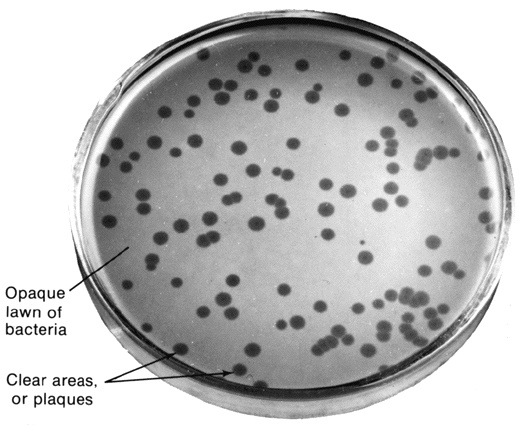 Opaque
lawn of
bacteria
Clear areas,
or plaques